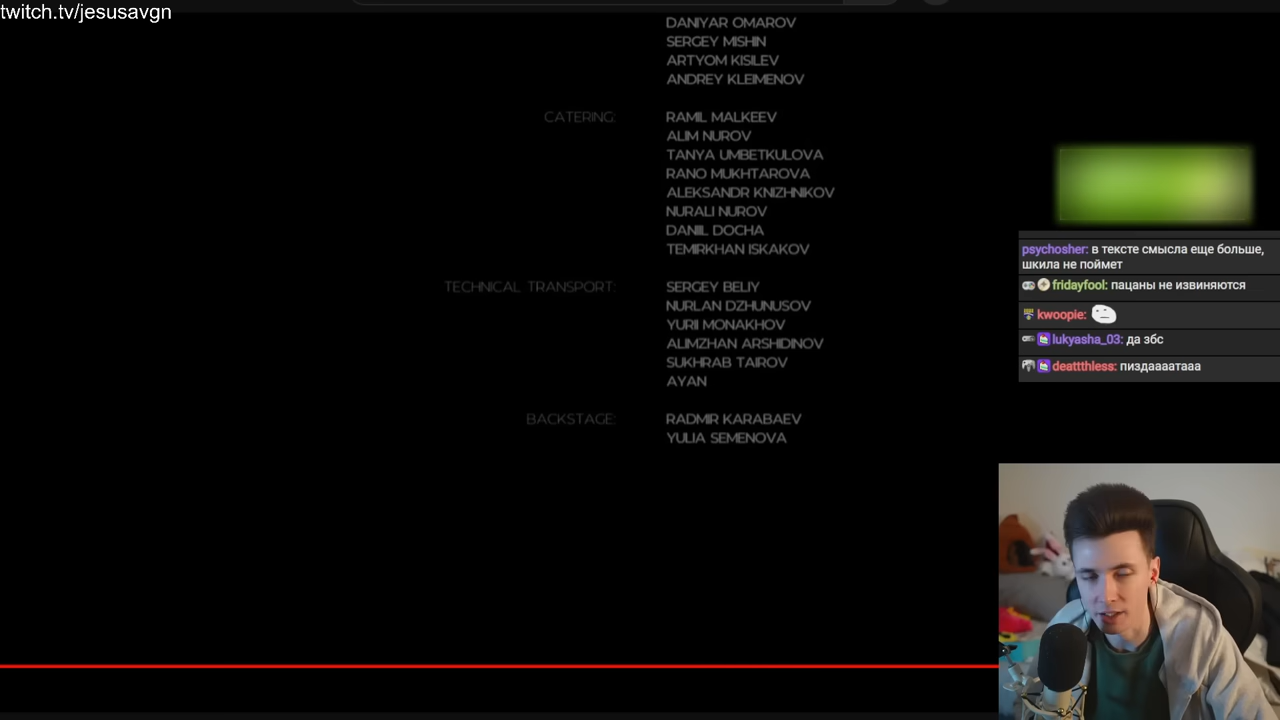 twitch.tv/jesusavgn
DANIYAR OMAROV
SERGEY MISHIN
ARTYOM KISILEV
ANDREY KLEIMENOV
CATERING: RAMIL MALKEEV
ALIM NUROV
TANYA UMBETKULOVA
RANO MUKHTAROVA
ALEKSANDR KNIZHNIKOV
NURALI NUROV
DANIIL DOCHA
TEMIRKHAN ISKAKOV
TECHNICAL TRANSPORT: SERGEY BELIY
NURLAN DZHUNUSOV
YURII MONAKHOV
ALIMZHAN ARSHIDINOV
SUKHRAB TAIROV
AYAN
BACKSTAGE: RADMIR KARABAEV
YULIA SEMENOVA
psychosher: в тексте смысла еще больше,
шкила не поймет
fridayfool: пацаны не извиняются
kwoopie:
lukyasha_03: да збс
deattthless: пиздаааатааа